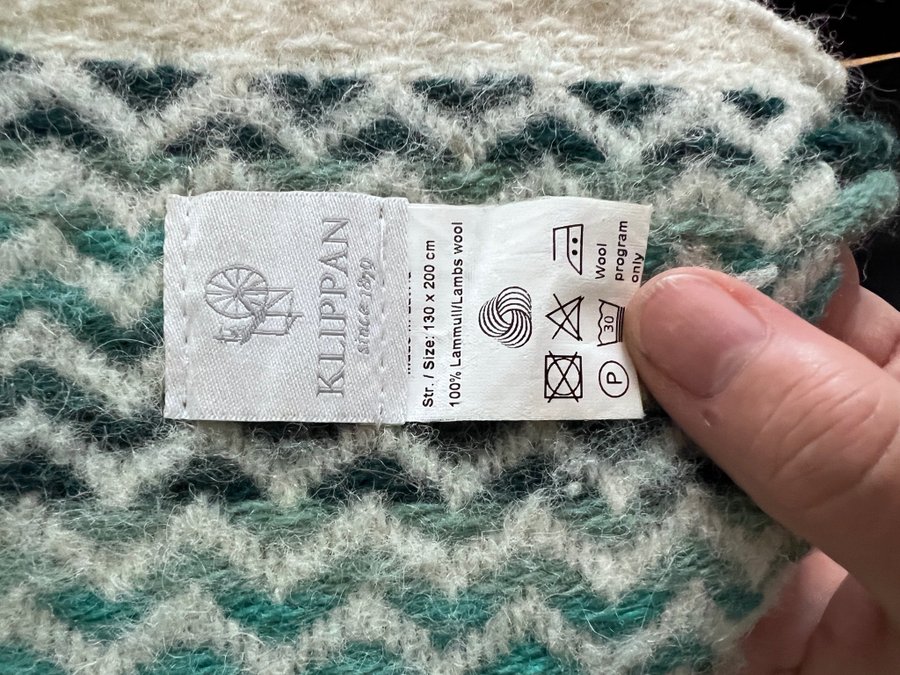 KLIPPAN
since 1879
Str. / Size: 130 x 200 cm
100% Lammull/Lambs wool
Wool
program
only
30
P